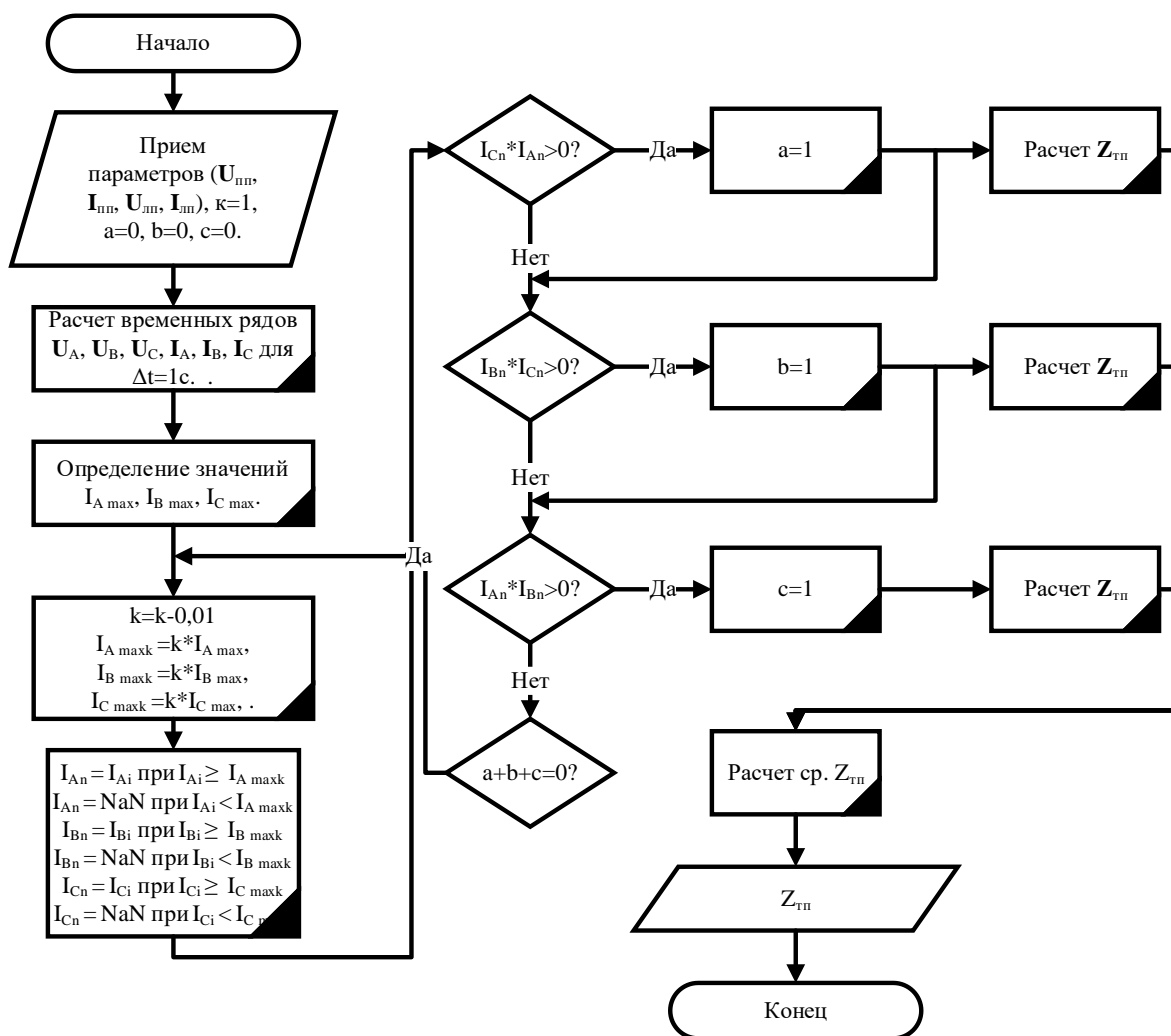 Начало
Прием
параметров (Uпп,
Iпп, Uлп, Iлп), к=1,
a=0, b=0, c=0.
Расчет временных рядов
UA, UB, UC, IA, IB, IC для
Δt=1c. .
Определение значений
IA max, IB max, IC max.
k=k-0,01
IA maxk =k*IA max,
IB maxk =k*IB max,
IC maxk =k*IC max, .
IAn = IAi при IAi ≥ IA maxk
IAn = NaN при IAi < IA maxk
IBn = IBi при IBi ≥ IB maxk
IBn = NaN при IBi < IB maxk
ICn = ICi при ICi ≥ IC maxk
ICn = NaN при ICi < IC m
ICn*IAn>0?
Да
a=1
Расчет Zтп
Нет
IBn*ICn>0?
Да
b=1
Расчет Zтп
Нет
IAn*IBn>0?
Да
c=1
Расчет Zтп
Нет
a+b+c=0?
Да
Расчет ср. Zтп
Zтп
Конец